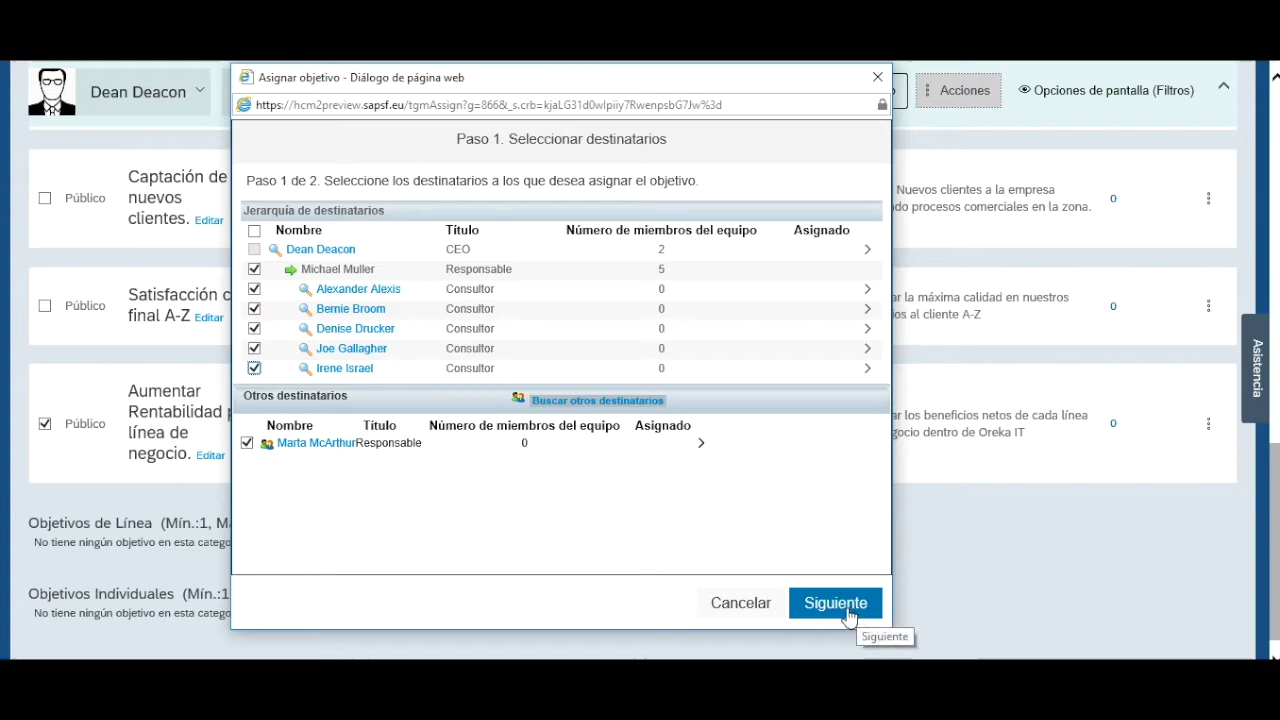 Asignar objetivo - Diálogo de página web
https://hcm2preview.sapsf.eu/tgmAssign?g=866&_s.crb=kjaLG31d0wIpiiy7RwenpsbG7Jw%3d
Dean Deacon
Acciones
Opciones de pantalla (Filtros)
Paso 1. Seleccionar destinatarios
Paso 1 de 2. Seleccione los destinatarios a los que desea asignar el objetivo.
Jerarquía de destinatarios
Nombre Título Número de miembros del equipo Asignado
Dean Deacon CEO 2
Michael Muller Responsable 5
Alexander Alexis Consultor 0
Bernie Broom Consultor 0
Denise Drucker Consultor 0
Joe Gallagher Consultor 0
Irene Israel Consultor 0
Otros destinatarios Buscar otros destinatarios
Nombre Título Número de miembros del equipo Asignado
Marta McArthur Responsable 0
Cancelar Siguiente
Siguiente
Público
Captación de
nuevos
clientes. Editar
Nuevos clientes a la empresa
procesos comerciales en la zona.
0
Público
Satisfacción
final A-Z Editar
la máxima calidad en nuestros
al cliente A-Z
0
Público
Aumentar
Rentabilidad
línea de
negocio. Editar
los beneficios netos de cada línea
dentro de Oreka IT
0
Objetivos de Línea (Mín.:1,
No tiene ningún objetivo en esta
Objetivos Individuales (Mín.:1
No tiene ningún objetivo en esta
Asistencia